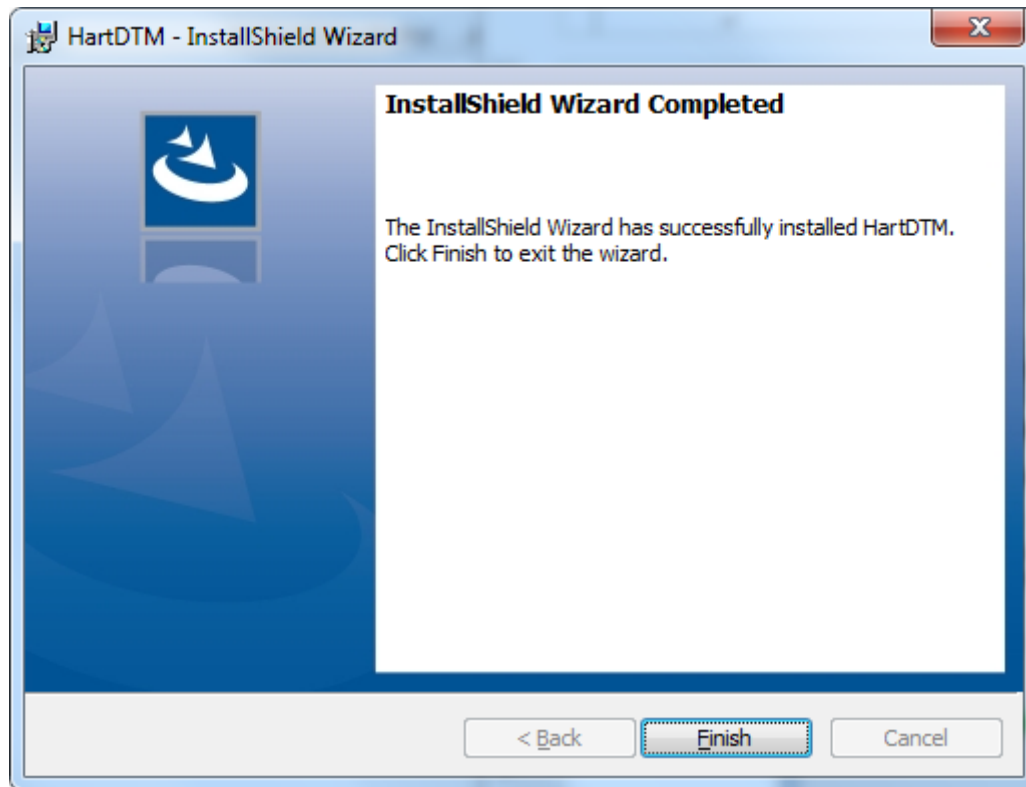 HartDTM - InstallShield Wizard
InstallShield Wizard Completed
The InstallShield Wizard has successfully installed HartDTM.
Click Finish to exit the wizard.
< Back
Finish
Cancel